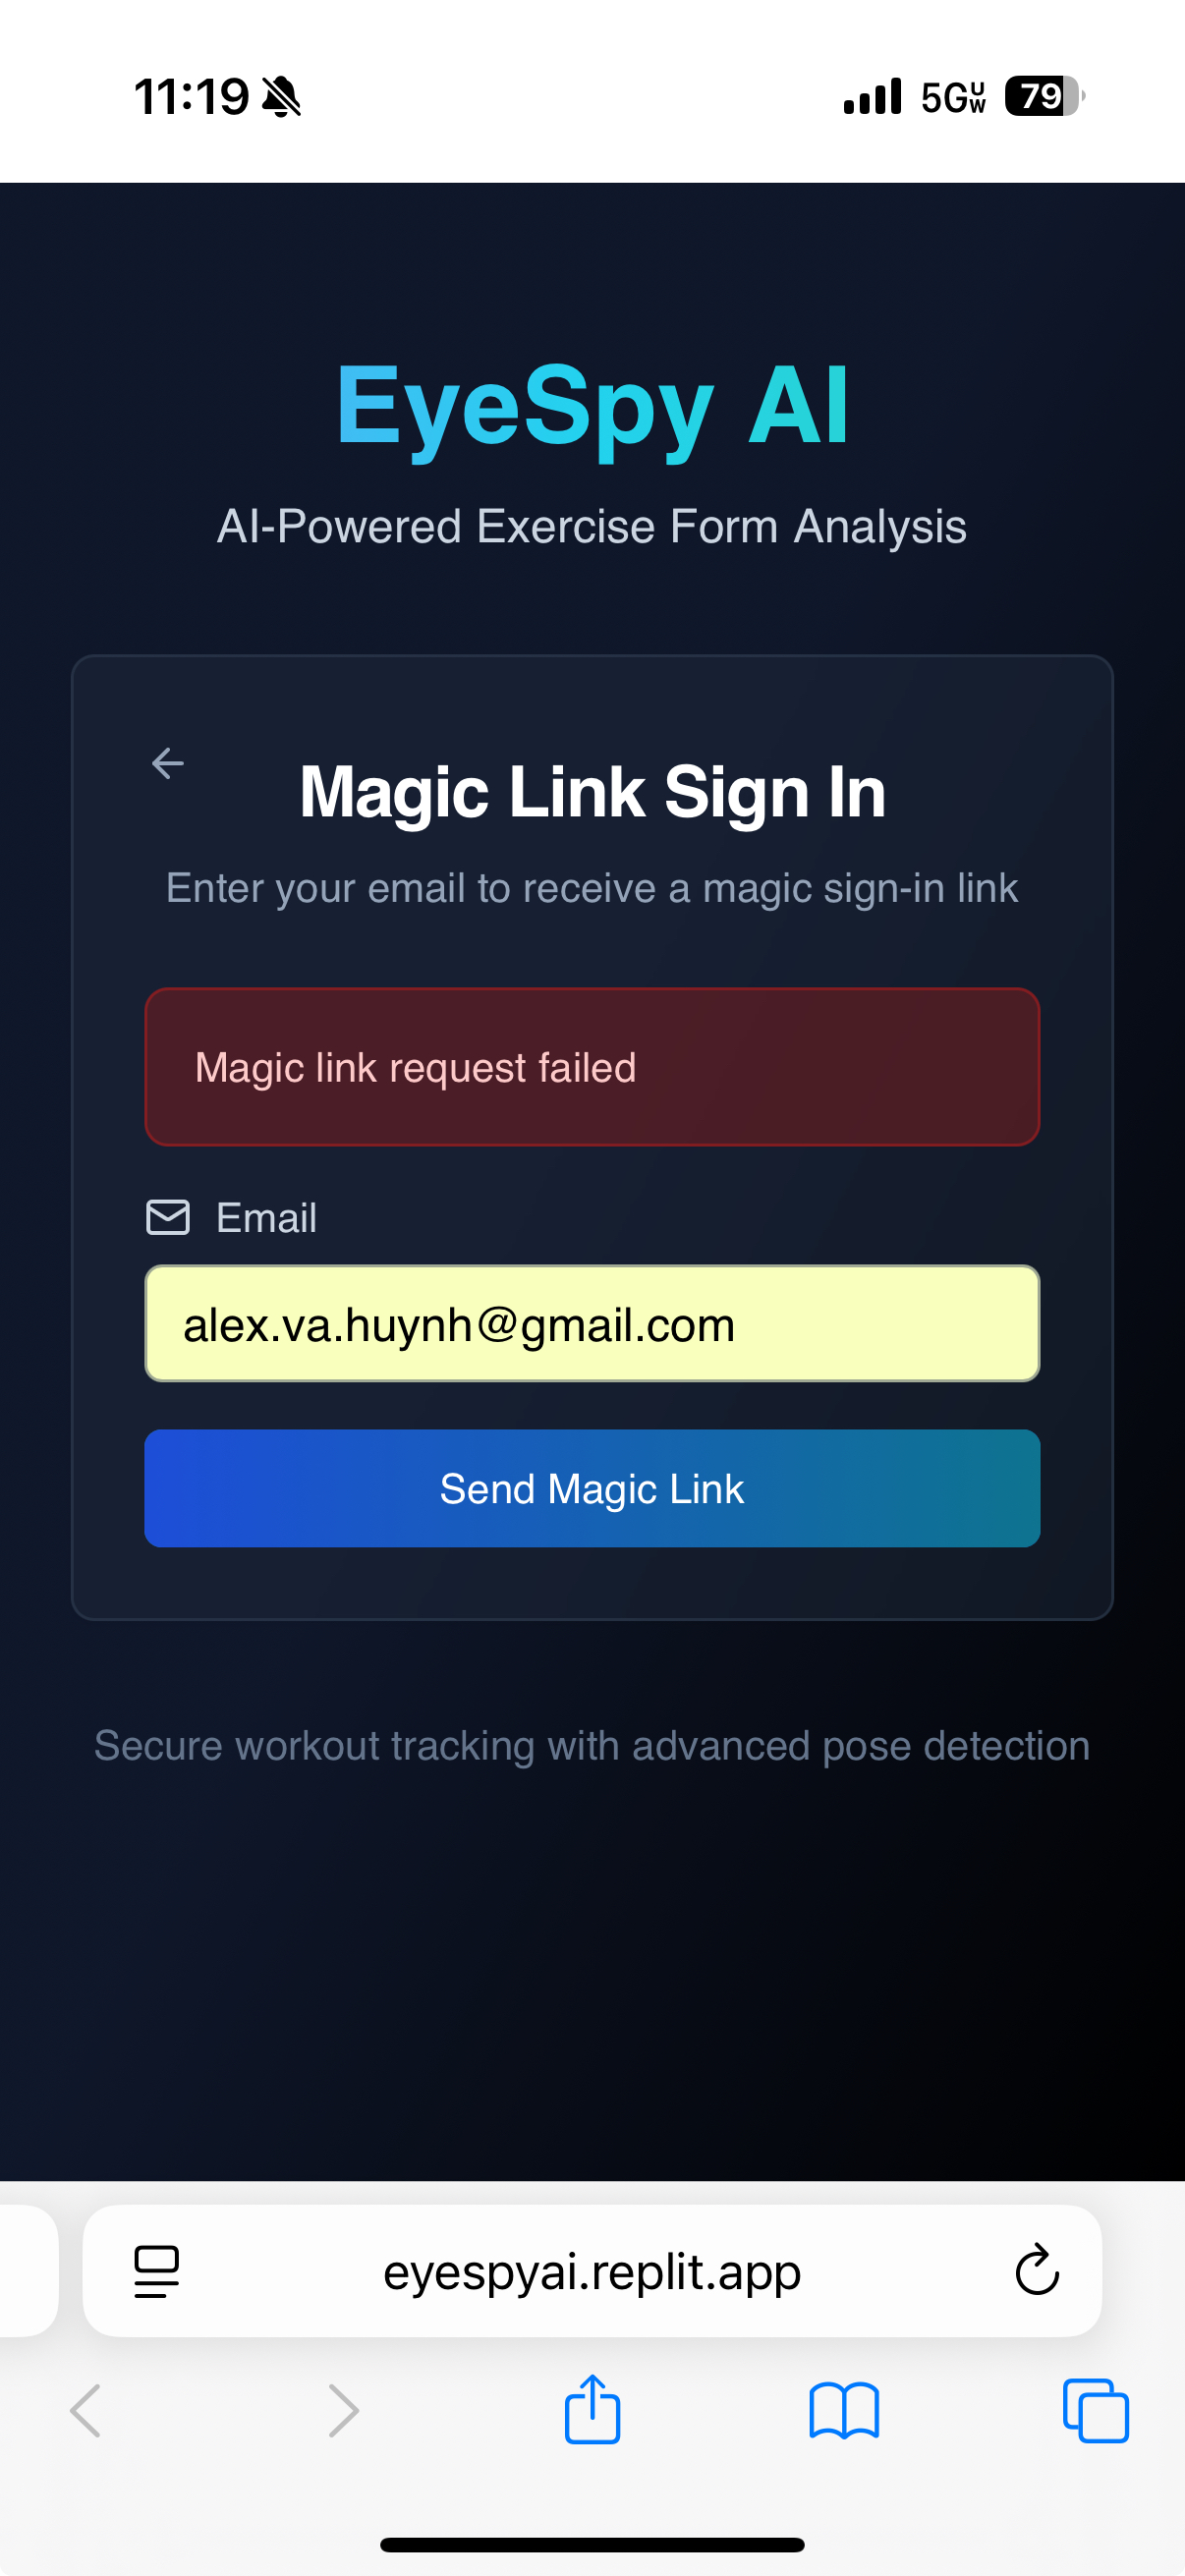 11:19
5G UW
79
EyeSpy AI
AI-Powered Exercise Form Analysis
Magic Link Sign In
Enter your email to receive a magic sign-in link
Magic link request failed
Email
alex.va.huynh@gmail.com
Send Magic Link
Secure workout tracking with advanced pose detection
eyespyai.replit.app